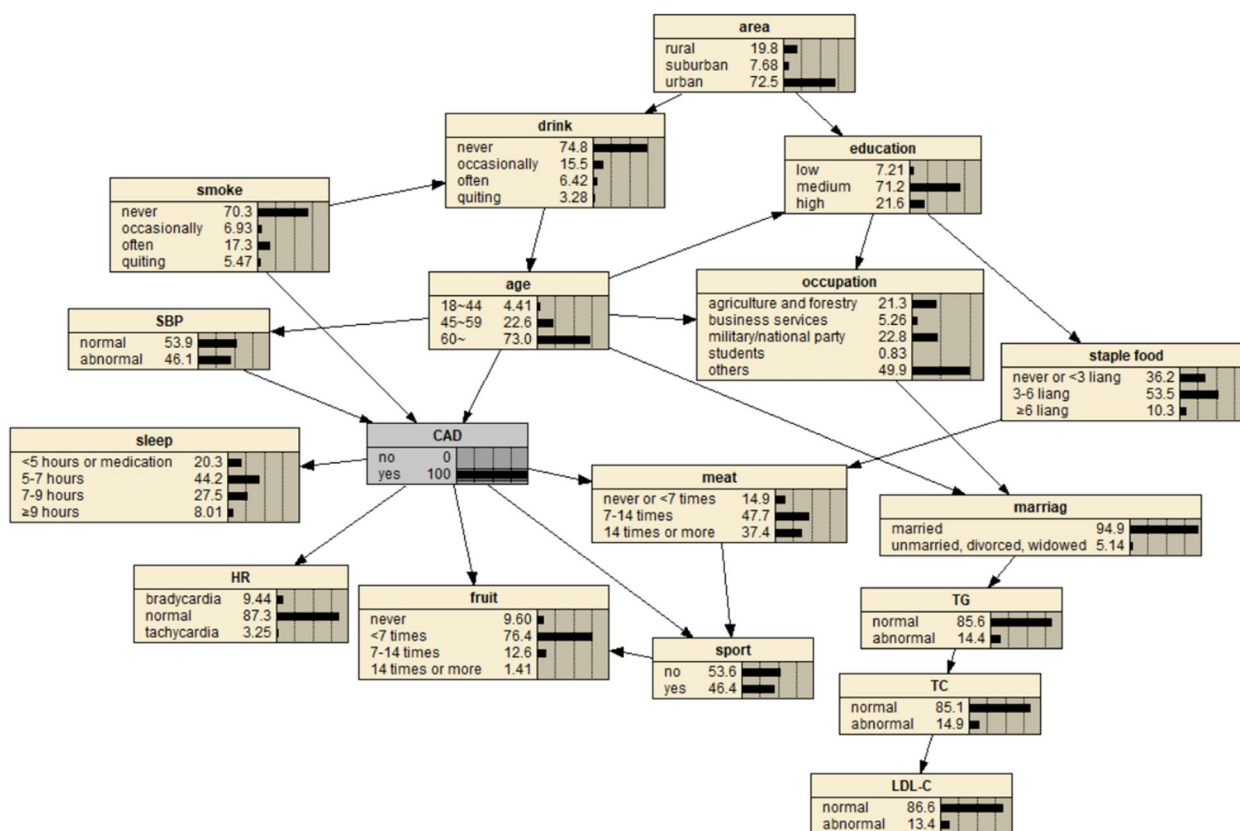 area
rural 19.8
suburban 7.68
urban 72.5
drink
never 74.8
occasionally 15.5
often 6.42
quiting 3.28
education
low 7.21
medium 71.2
high 21.6
smoke
never 70.3
occasionally 6.93
often 17.3
quiting 5.47
age
18~44 4.41
45~59 22.6
60~ 73.0
occupation
agriculture and forestry 21.3
business services 5.26
military/national party 22.8
students 0.83
others 49.9
SBP
normal 53.9
abnormal 46.1
staple food
never or <3 liang 36.2
3-6 liang 53.5
≥6 liang 10.3
CAD
no 0
yes 100
sleep
<5 hours or medication 20.3
5-7 hours 44.2
7-9 hours 27.5
≥9 hours 8.01
meat
never or <7 times 14.9
7-14 times 47.7
14 times or more 37.4
marriag
married 94.9
unmarried, divorced, widowed 5.14
HR
bradycardia 9.44
normal 87.3
tachycardia 3.25
fruit
never 9.60
<7 times 76.4
7-14 times 12.6
14 times or more 1.41
sport
no 53.6
yes 46.4
TG
normal 85.6
abnormal 14.4
TC
normal 85.1
abnormal 14.9
LDL-C
normal 86.6
abnormal 13.4